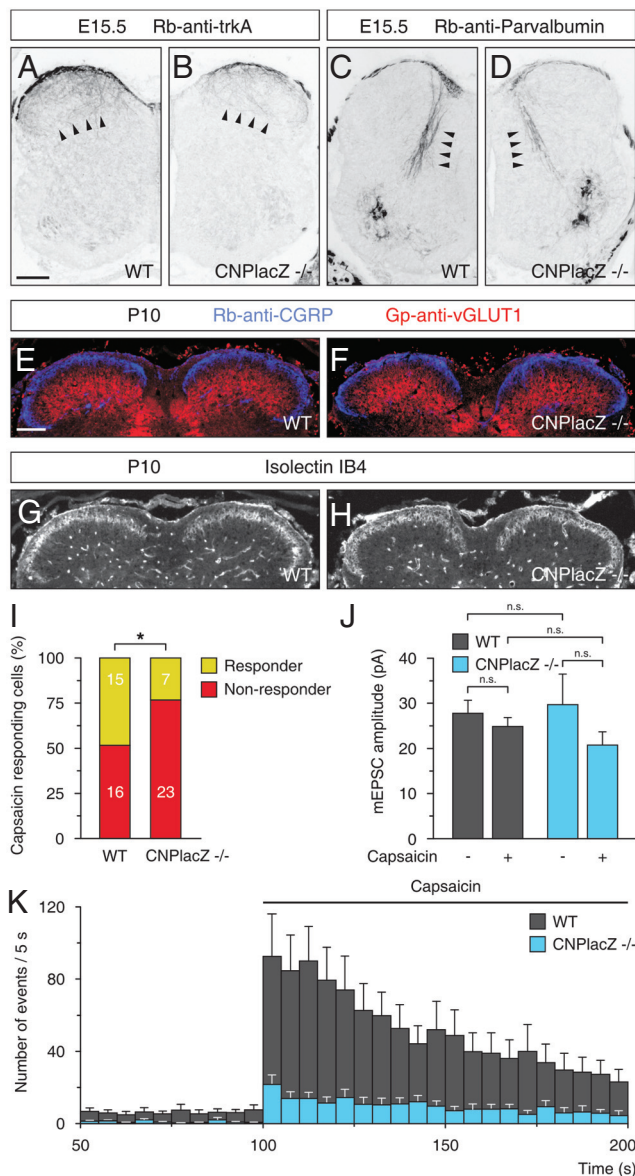 E15.5 Rb-anti-trkA
E15.5 Rb-anti-Parvalbumin
A
B
C
D
WT
CNPlacZ -/-
WT
CNPlacZ -/-
P10 Rb-anti-CGRP Gp-anti-vGLUT1
E
F
WT
CNPlacZ -/-
P10 Isolectin IB4
G
H
WT
CNPlacZ -/-
I
Capsaicin responding cells (%)
100
75
50
25
0
*
15
7
16
23
WT
CNPlacZ -/-
Responder
Non-responder
J
mEPSC amplitude (pA)
40
30
20
10
0
WT
CNPlacZ -/-
n.s.
n.s.
n.s.
n.s.
Capsaicin - + - +
K
Capsaicin
Number of events / 5 s
120
80
40
0
WT
CNPlacZ -/-
50 100 150 200
Time (s)